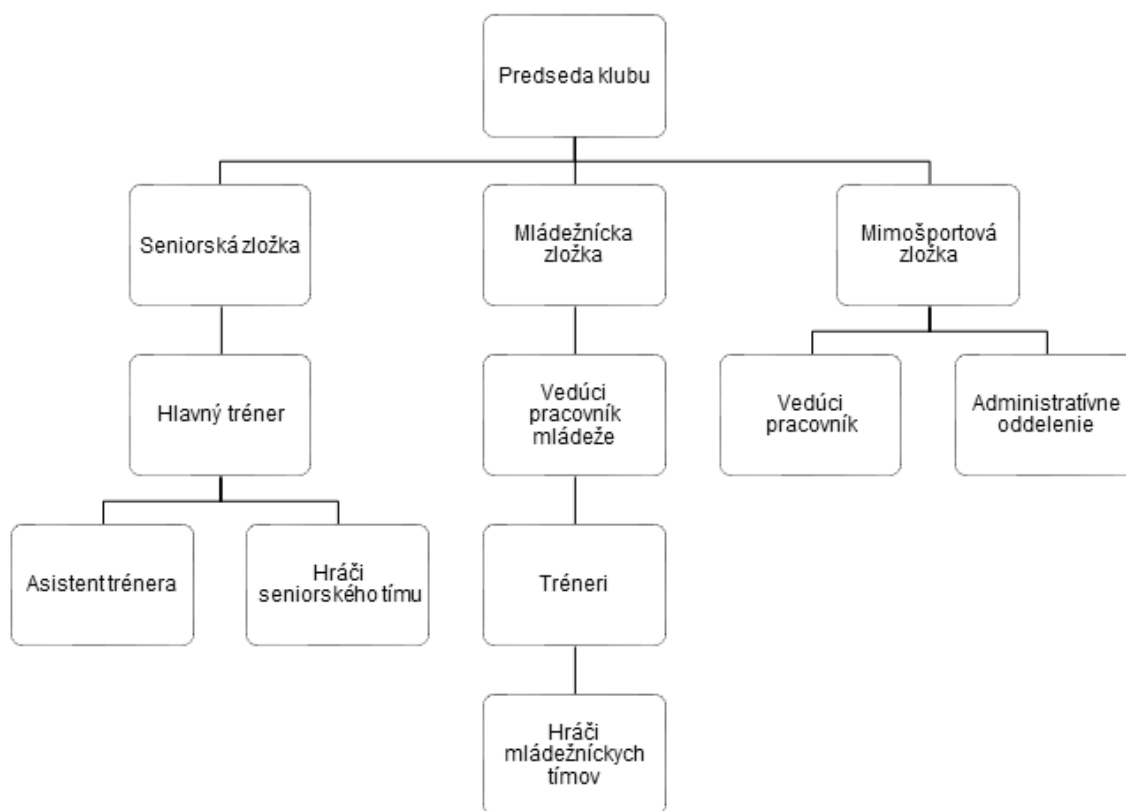 Predseda klubu
Seniorská zložka
Mládežnícka
zložka
Mimošportová
zložka
Hlavný tréner
Vedúci
pracovník
mládeže
Vedúci
pracovník
Administratívne
oddelenie
Asistent trénera
Hráči
seniorského tímu
Tréneri
Hráči
mládežníckych
tímov